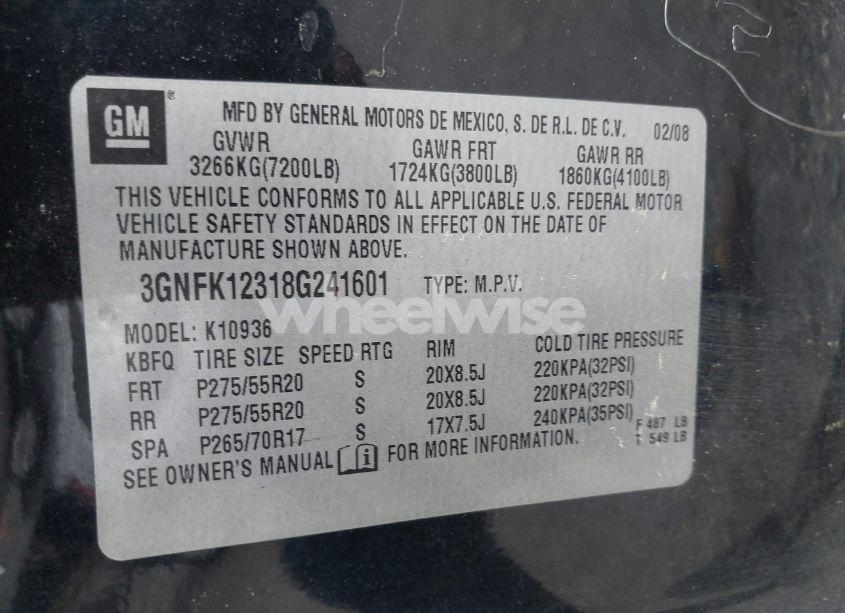 GM ®
MFD BY GENERAL MOTORS DE MEXICO, S. DE R.L. DE C.V. 02/08
GVWR GAWR FRT GAWR RR
3266KG(7200LB) 1724KG(3800LB) 1860KG(4100LB)
THIS VEHICLE CONFORMS TO ALL APPLICABLE U.S. FEDERAL MOTOR
VEHICLE SAFETY STANDARDS IN EFFECT ON THE DATE OF
MANUFACTURE SHOWN ABOVE.
3GNFK12318G241601 TYPE: M.P.V.
wheelwise
MODEL: K10936
KBFQ TIRE SIZE SPEED RTG RIM COLD TIRE PRESSURE
FRT P275/55R20 S 20X8.5J 220KPA(32PSI)
RR P275/55R20 S 20X8.5J 220KPA(32PSI)
SPA P265/70R17 S 17X7.5J 240KPA(35PSI)
F 487 LB
T 549 LB
SEE OWNER'S MANUAL i FOR MORE INFORMATION.